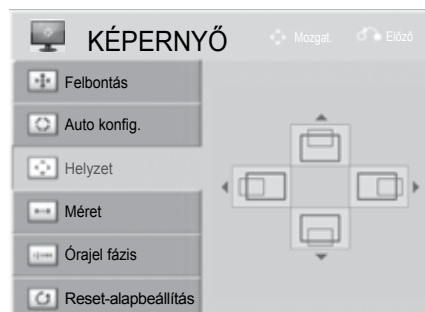 KÉPERNYŐ
Mozgat. Előző
Felbontás
Auto konfig.
Helyzet
Méret
Órajel fázis
Reset-alapbeállítás